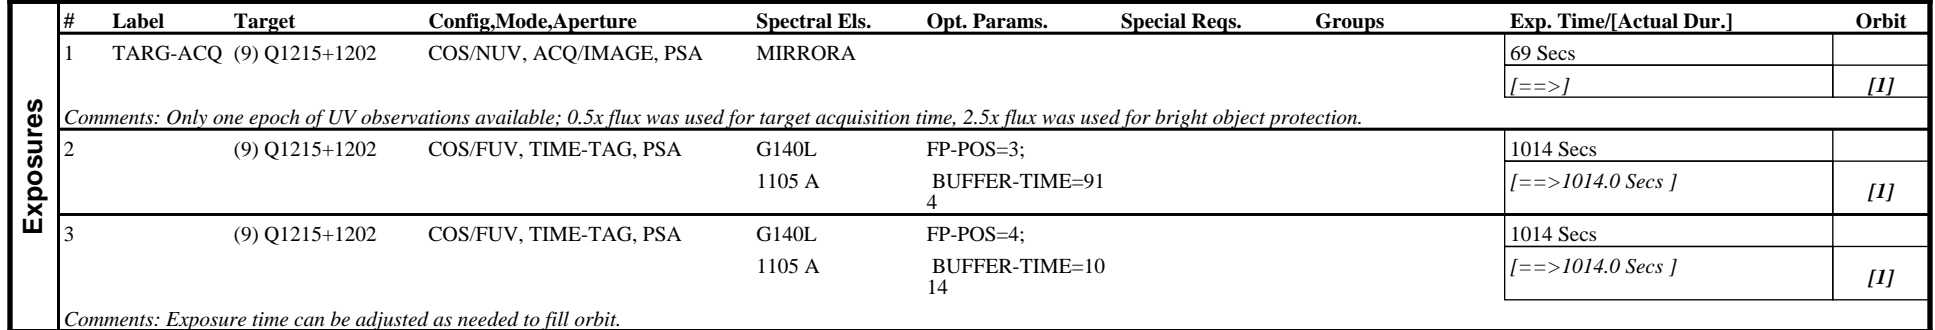 # Label Target Config,Mode,Aperture Spectral Els. Opt. Params. Special Reqs. Groups Exp. Time/[Actual Dur.] Orbit
1 TARG-ACQ (9) Q1215+1202 COS/NUV, ACQ/IMAGE, PSA MIRRORA 69 Secs
[==>] [1]
Comments: Only one epoch of UV observations available; 0.5x flux was used for target acquisition time, 2.5x flux was used for bright object protection.
2 (9) Q1215+1202 COS/FUV, TIME-TAG, PSA G140L FP-POS=3; 1014 Secs
1105 A BUFFER-TIME=91 [==>1014.0 Secs ] [1]
4
3 (9) Q1215+1202 COS/FUV, TIME-TAG, PSA G140L FP-POS=4; 1014 Secs
1105 A BUFFER-TIME=10 [==>1014.0 Secs ] [1]
14
Comments: Exposure time can be adjusted as needed to fill orbit.
Exposures